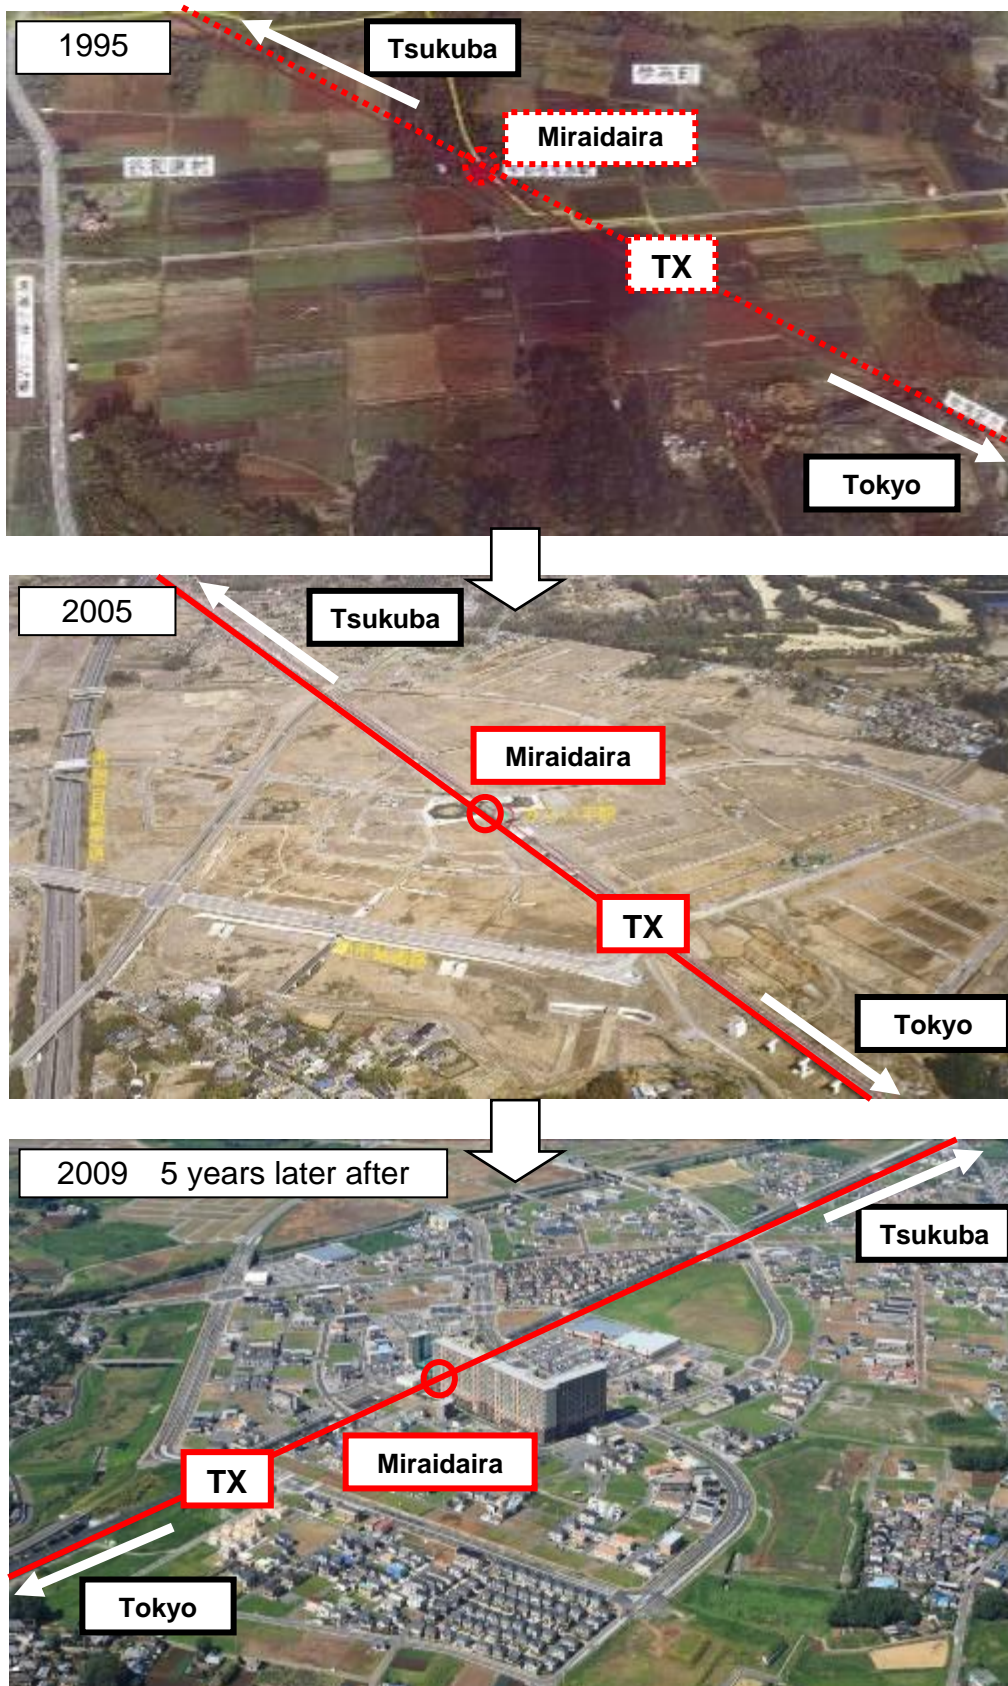 1995
Tsukuba
Miraidaira
TX
Tokyo
2005
Tsukuba
Miraidaira
TX
Tokyo
2009 5 years later after
Tsukuba
Miraidaira
TX
Tokyo